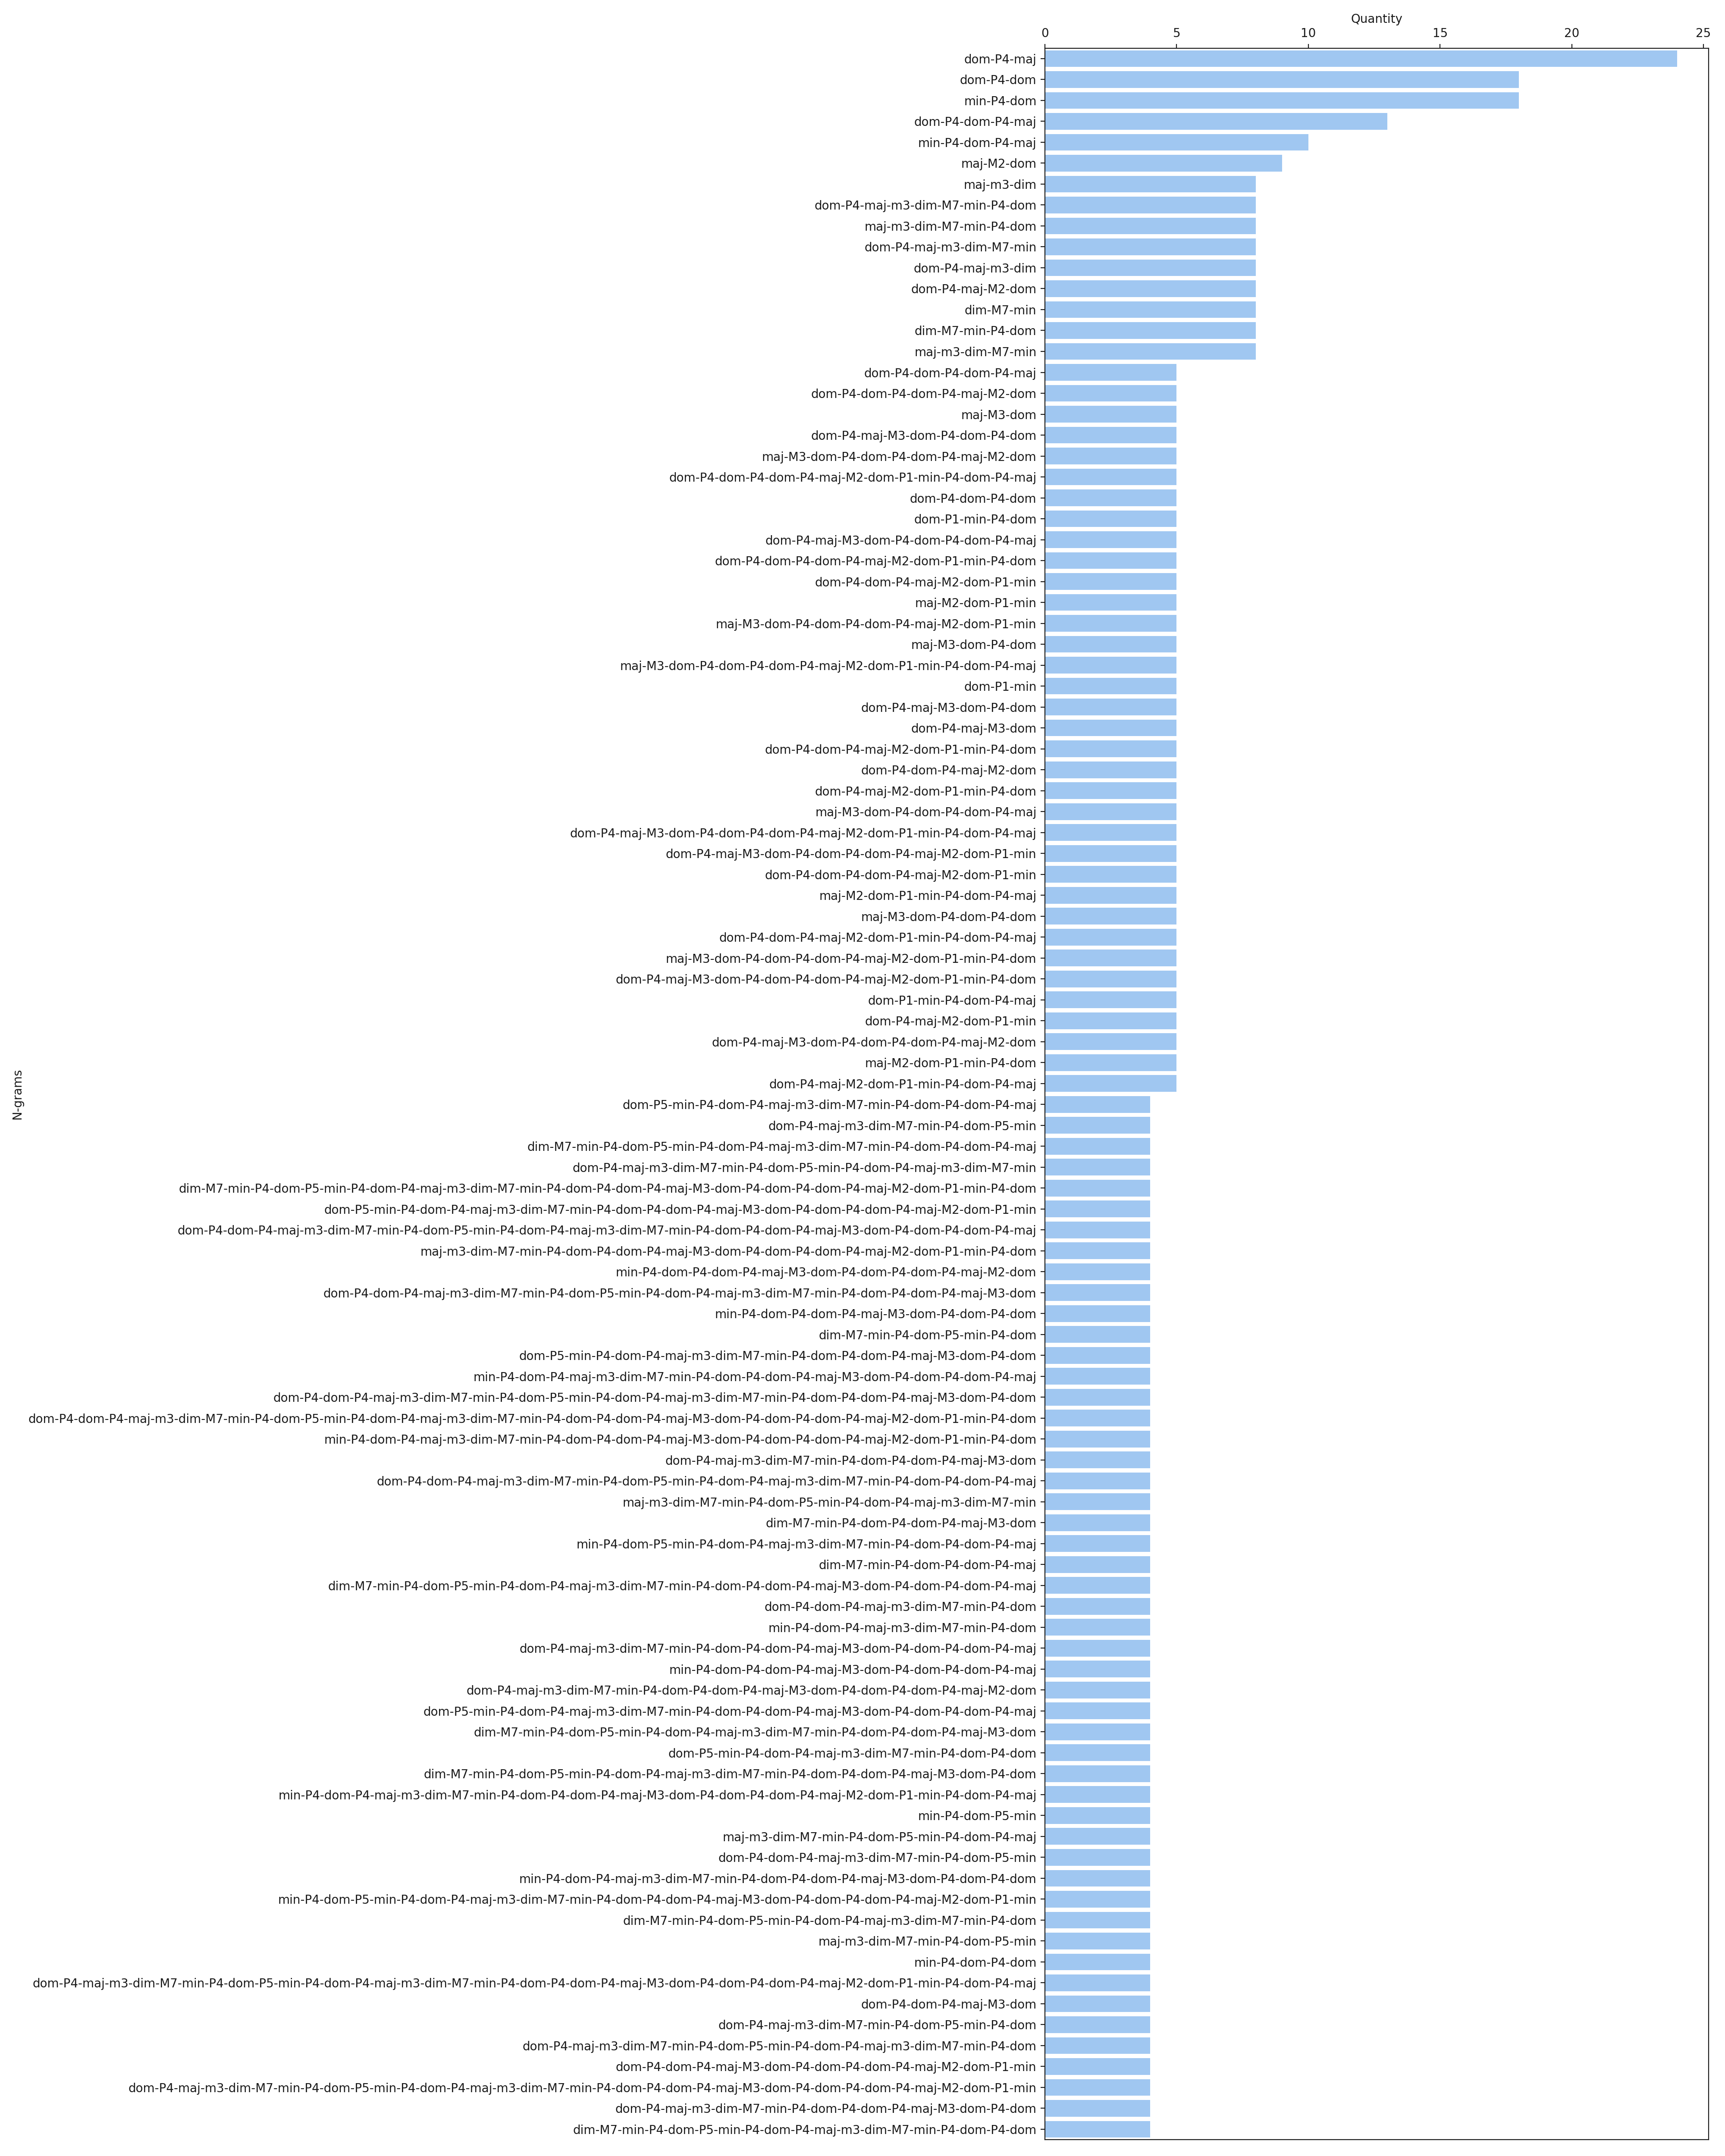 Quantity
0 5 10 15 20 25
dom-P4-maj
dom-P4-dom
min-P4-dom
dom-P4-dom-P4-maj
min-P4-dom-P4-maj
maj-M2-dom
maj-m3-dim
dom-P4-maj-m3-dim-M7-min-P4-dom
maj-m3-dim-M7-min-P4-dom
dom-P4-maj-m3-dim-M7-min
dom-P4-maj-m3-dim
dom-P4-maj-M2-dom
dim-M7-min
dim-M7-min-P4-dom
maj-m3-dim-M7-min
dom-P4-dom-P4-dom-P4-maj
dom-P4-dom-P4-dom-P4-maj-M2-dom
maj-M3-dom
dom-P4-maj-M3-dom-P4-dom-P4-dom
maj-M3-dom-P4-dom-P4-dom-P4-maj-M2-dom
dom-P4-dom-P4-dom-P4-maj-M2-dom-P1-min-P4-dom-P4-maj
dom-P4-dom-P4-dom
dom-P1-min-P4-dom
dom-P4-maj-M3-dom-P4-dom-P4-dom-P4-maj
dom-P4-dom-P4-dom-P4-maj-M2-dom-P1-min-P4-dom
dom-P4-dom-P4-maj-M2-dom-P1-min
maj-M2-dom-P1-min
maj-M3-dom-P4-dom-P4-dom-P4-maj-M2-dom-P1-min
maj-M3-dom-P4-dom
maj-M3-dom-P4-dom-P4-dom-P4-maj-M2-dom-P1-min-P4-dom-P4-maj
dom-P1-min
dom-P4-maj-M3-dom-P4-dom
dom-P4-maj-M3-dom
dom-P4-dom-P4-maj-M2-dom-P1-min-P4-dom
dom-P4-dom-P4-maj-M2-dom
dom-P4-maj-M2-dom-P1-min-P4-dom
maj-M3-dom-P4-dom-P4-dom-P4-maj
dom-P4-maj-M3-dom-P4-dom-P4-dom-P4-maj-M2-dom-P1-min-P4-dom-P4-maj
dom-P4-maj-M3-dom-P4-dom-P4-dom-P4-maj-M2-dom-P1-min
dom-P4-dom-P4-dom-P4-maj-M2-dom-P1-min
maj-M2-dom-P1-min-P4-dom-P4-maj
maj-M3-dom-P4-dom-P4-dom
dom-P4-dom-P4-maj-M2-dom-P1-min-P4-dom-P4-maj
maj-M3-dom-P4-dom-P4-dom-P4-maj-M2-dom-P1-min-P4-dom
dom-P4-maj-M3-dom-P4-dom-P4-dom-P4-maj-M2-dom-P1-min-P4-dom
dom-P1-min-P4-dom-P4-maj
dom-P4-maj-M2-dom-P1-min
dom-P4-maj-M3-dom-P4-dom-P4-dom-P4-maj-M2-dom
maj-M2-dom-P1-min-P4-dom
dom-P4-maj-M2-dom-P1-min-P4-dom-P4-maj
N-grams
dom-P5-min-P4-dom-P4-maj-m3-dim-M7-min-P4-dom-P4-dom-P4-maj
dom-P4-maj-m3-dim-M7-min-P4-dom-P5-min
dim-M7-min-P4-dom-P5-min-P4-dom-P4-maj-m3-dim-M7-min-P4-dom-P4-dom-P4-maj
dom-P4-maj-m3-dim-M7-min-P4-dom-P5-min-P4-dom-P4-maj-m3-dim-M7-min
dim-M7-min-P4-dom-P5-min-P4-dom-P4-maj-m3-dim-M7-min-P4-dom-P4-dom-P4-maj-M3-dom-P4-dom-P4-dom-P4-maj-M2-dom-P1-min-P4-dom
dom-P5-min-P4-dom-P4-maj-m3-dim-M7-min-P4-dom-P4-dom-P4-maj-M3-dom-P4-dom-P4-dom-P4-maj-M2-dom-P1-min
dom-P4-dom-P4-maj-m3-dim-M7-min-P4-dom-P5-min-P4-dom-P4-maj-m3-dim-M7-min-P4-dom-P4-dom-P4-maj-M3-dom-P4-dom-P4-dom-P4-maj
maj-m3-dim-M7-min-P4-dom-P4-dom-P4-maj-M3-dom-P4-dom-P4-dom-P4-maj-M2-dom-P1-min-P4-dom
min-P4-dom-P4-dom-P4-maj-M3-dom-P4-dom-P4-dom-P4-maj-M2-dom
dom-P4-dom-P4-maj-m3-dim-M7-min-P4-dom-P5-min-P4-dom-P4-maj-m3-dim-M7-min-P4-dom-P4-dom-P4-maj-M3-dom
min-P4-dom-P4-dom-P4-maj-M3-dom-P4-dom-P4-dom
dim-M7-min-P4-dom-P5-min-P4-dom
dom-P5-min-P4-dom-P4-maj-m3-dim-M7-min-P4-dom-P4-dom-P4-maj-M3-dom-P4-dom
min-P4-dom-P4-maj-m3-dim-M7-min-P4-dom-P4-dom-P4-maj-M3-dom-P4-dom-P4-dom-P4-maj
dom-P4-dom-P4-maj-m3-dim-M7-min-P4-dom-P5-min-P4-dom-P4-maj-m3-dim-M7-min-P4-dom-P4-dom-P4-maj-M3-dom-P4-dom
dom-P4-dom-P4-maj-m3-dim-M7-min-P4-dom-P5-min-P4-dom-P4-maj-m3-dim-M7-min-P4-dom-P4-dom-P4-maj-M3-dom-P4-dom-P4-dom-P4-maj-M2-dom-P1-min-P4-dom
min-P4-dom-P4-maj-m3-dim-M7-min-P4-dom-P4-dom-P4-maj-M3-dom-P4-dom-P4-dom-P4-maj-M2-dom-P1-min-P4-dom
dom-P4-maj-m3-dim-M7-min-P4-dom-P4-dom-P4-maj-M3-dom
dom-P4-dom-P4-maj-m3-dim-M7-min-P4-dom-P5-min-P4-dom-P4-maj-m3-dim-M7-min-P4-dom-P4-dom-P4-maj
maj-m3-dim-M7-min-P4-dom-P5-min-P4-dom-P4-maj-m3-dim-M7-min
dim-M7-min-P4-dom-P4-dom-P4-maj-M3-dom
min-P4-dom-P5-min-P4-dom-P4-maj-m3-dim-M7-min-P4-dom-P4-dom-P4-maj
dim-M7-min-P4-dom-P4-dom-P4-maj
dim-M7-min-P4-dom-P5-min-P4-dom-P4-maj-m3-dim-M7-min-P4-dom-P4-dom-P4-maj-M3-dom-P4-dom-P4-dom-P4-maj
dom-P4-dom-P4-maj-m3-dim-M7-min-P4-dom
min-P4-dom-P4-maj-m3-dim-M7-min-P4-dom
dom-P4-maj-m3-dim-M7-min-P4-dom-P4-dom-P4-maj-M3-dom-P4-dom-P4-dom-P4-maj
min-P4-dom-P4-dom-P4-maj-M3-dom-P4-dom-P4-dom-P4-maj
dom-P4-maj-m3-dim-M7-min-P4-dom-P4-dom-P4-maj-M3-dom-P4-dom-P4-dom-P4-maj-M2-dom
dom-P5-min-P4-dom-P4-maj-m3-dim-M7-min-P4-dom-P4-dom-P4-maj-M3-dom-P4-dom-P4-dom-P4-maj
dim-M7-min-P4-dom-P5-min-P4-dom-P4-maj-m3-dim-M7-min-P4-dom-P4-dom-P4-maj-M3-dom
dom-P5-min-P4-dom-P4-maj-m3-dim-M7-min-P4-dom-P4-dom
dim-M7-min-P4-dom-P5-min-P4-dom-P4-maj-m3-dim-M7-min-P4-dom-P4-dom-P4-maj-M3-dom-P4-dom
min-P4-dom-P4-maj-m3-dim-M7-min-P4-dom-P4-dom-P4-maj-M3-dom-P4-dom-P4-dom-P4-maj-M2-dom-P1-min-P4-dom-P4-maj
min-P4-dom-P5-min
maj-m3-dim-M7-min-P4-dom-P5-min-P4-dom-P4-maj
dom-P4-dom-P4-maj-m3-dim-M7-min-P4-dom-P5-min
min-P4-dom-P4-maj-m3-dim-M7-min-P4-dom-P4-dom-P4-maj-M3-dom-P4-dom-P4-dom
min-P4-dom-P5-min-P4-dom-P4-maj-m3-dim-M7-min-P4-dom-P4-dom-P4-maj-M3-dom-P4-dom-P4-dom-P4-maj-M2-dom-P1-min
dim-M7-min-P4-dom-P5-min-P4-dom-P4-maj-m3-dim-M7-min-P4-dom
maj-m3-dim-M7-min-P4-dom-P5-min
min-P4-dom-P4-dom
dom-P4-maj-m3-dim-M7-min-P4-dom-P5-min-P4-dom-P4-maj-m3-dim-M7-min-P4-dom-P4-dom-P4-maj-M3-dom-P4-dom-P4-dom-P4-maj-M2-dom-P1-min-P4-dom-P4-maj
dom-P4-dom-P4-maj-M3-dom
dom-P4-maj-m3-dim-M7-min-P4-dom-P5-min-P4-dom
dom-P4-maj-m3-dim-M7-min-P4-dom-P5-min-P4-dom-P4-maj-m3-dim-M7-min-P4-dom
dom-P4-dom-P4-maj-M3-dom-P4-dom-P4-dom-P4-maj-M2-dom-P1-min
dom-P4-maj-m3-dim-M7-min-P4-dom-P5-min-P4-dom-P4-maj-m3-dim-M7-min-P4-dom-P4-dom-P4-maj-M3-dom-P4-dom-P4-dom-P4-maj-M2-dom-P1-min
dom-P4-maj-m3-dim-M7-min-P4-dom-P4-dom-P4-maj-M3-dom-P4-dom
dim-M7-min-P4-dom-P5-min-P4-dom-P4-maj-m3-dim-M7-min-P4-dom-P4-dom